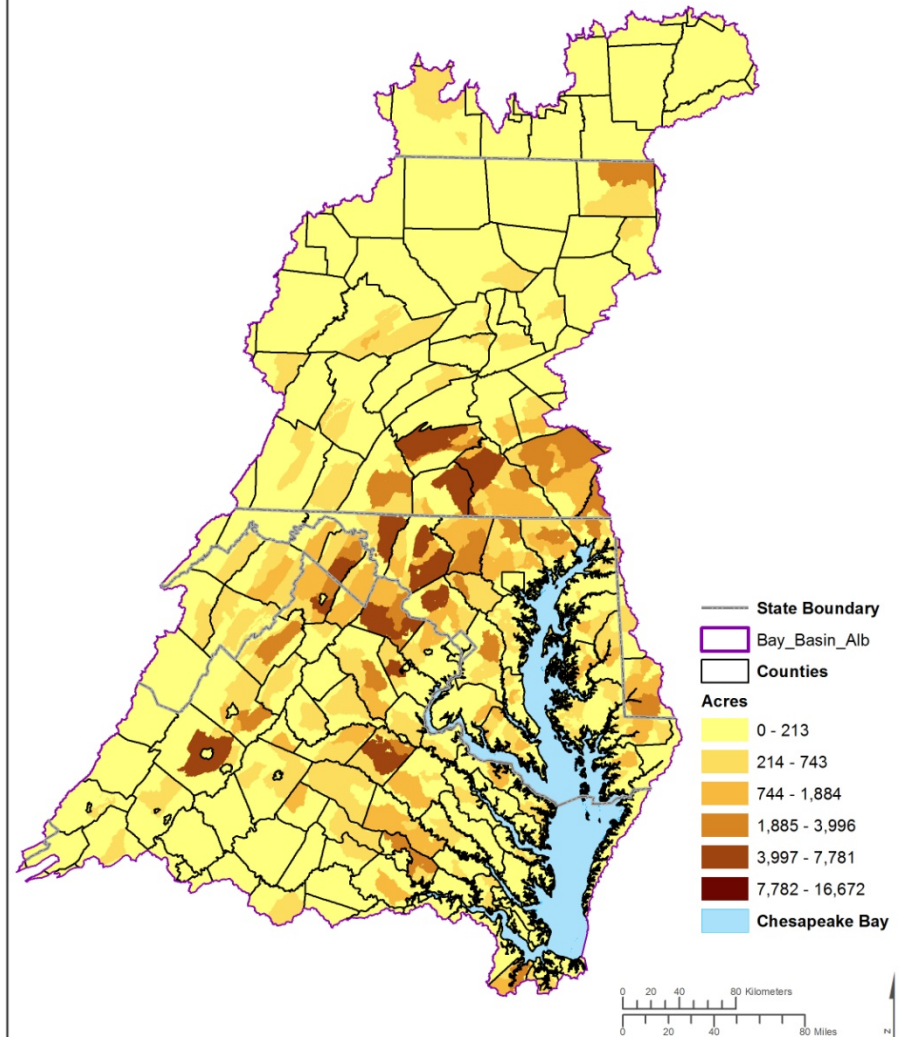 State Boundary
Bay_Basin_Alb
Counties
Acres
0 - 213
214 - 743
744 - 1,884
1,885 - 3,996
3,997 - 7,781
7,782 - 16,672
Chesapeake Bay
0 20 40 80 Kilometers
0 20 40 80 Miles
N